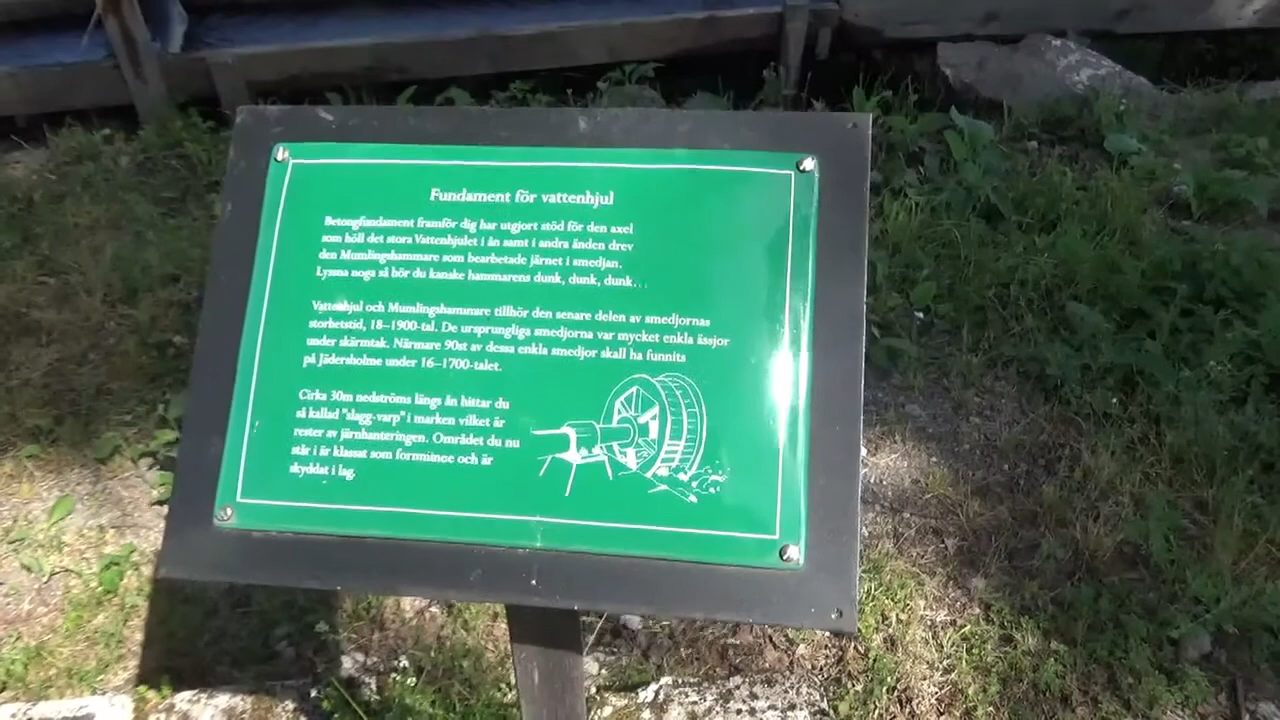 Fundament för vattenhjul
Betongfundament framför dig har utgjort stöd för den axel
som höll det stora Vattenhjulet i ån samt i andra änden drev
den Mumlingshammare som bearbetade järnet i smedjan.
Lyssna noga så hör du kanske hammarens dunk, dunk, dunk...
Vattenhjul och Mumlingshammare tillhör den senare delen av smedjornas
storhetstid, 18–1900-tal. De ursprungliga smedjorna var mycket enkla ässjor
under skärmtak. Närmare 90st av dessa enkla smedjor skall ha funnits
på Jädersholme under 16–1700-talet.
Cirka 30m nedströms längs ån hittar du
så kallad "slagg-varp" i marken vilket är
rester av järnhanteringen. Området du nu
står i är klassat som fornminne och är
skyddat i lag.